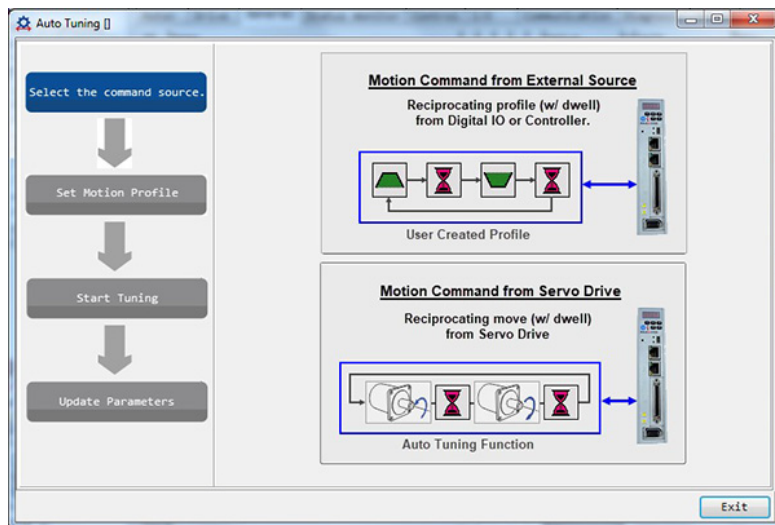 Auto Tuning []
Select the command source.
Set Motion Profile
Start Tuning
Update Parameters
Motion Command from External Source
Reciprocating profile (w/ dwell)
from Digital IO or Controller.
User Created Profile
Motion Command from Servo Drive
Reciprocating move (w/ dwell)
from Servo Drive
Auto Tuning Function
Exit